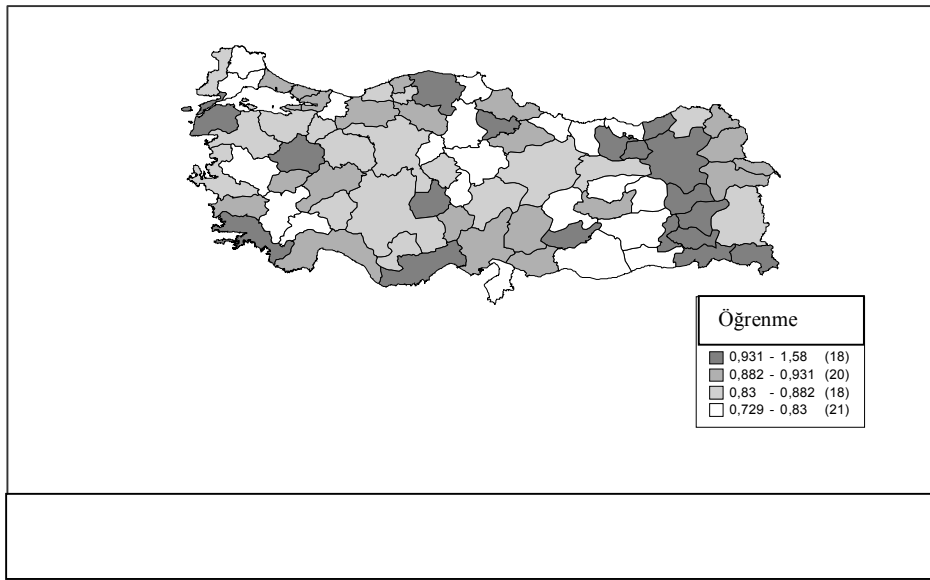 Öğrenme
0,931 - 1,58 (18)
0,882 - 0,931 (20)
0,83 - 0,882 (18)
0,729 - 0,83 (21)